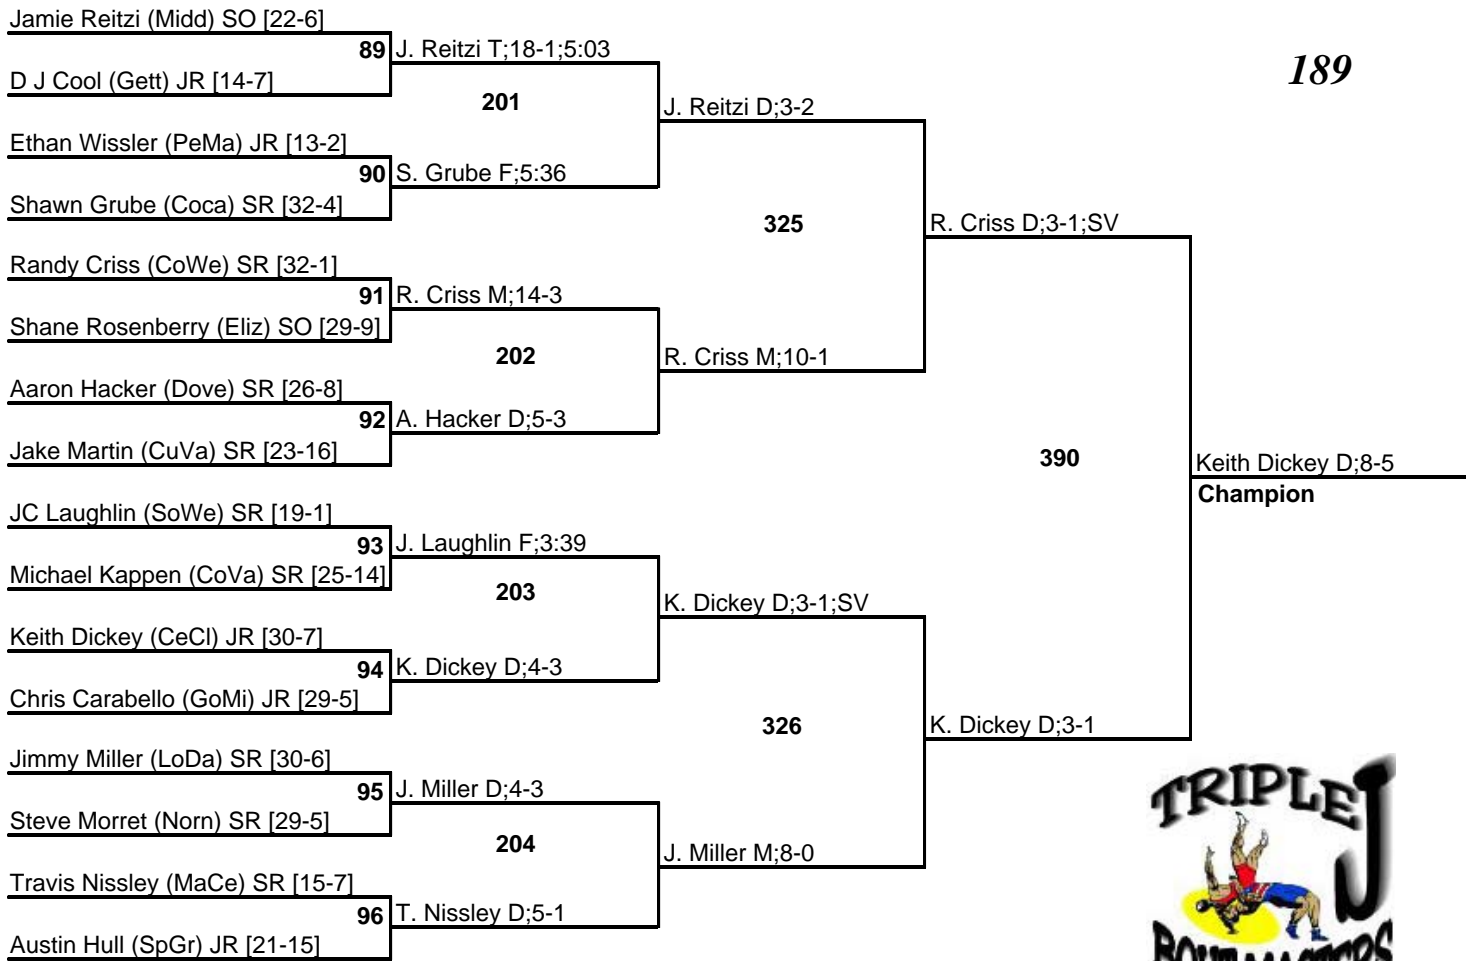 Jamie Reitzi (Midd) SO [22-6]
89 J. Reitzi T;18-1;5:03
189
D J Cool (Gett) JR [14-7]
201
J. Reitzi D;3-2
Ethan Wissler (PeMa) JR [13-2]
90 S. Grube F;5:36
Shawn Grube (Coca) SR [32-4]
325
R. Criss D;3-1;SV
Randy Criss (CoWe) SR [32-1]
91 R. Criss M;14-3
Shane Rosenberry (Eliz) SO [29-9]
202
R. Criss M;10-1
Aaron Hacker (Dove) SR [26-8]
92 A. Hacker D;5-3
Jake Martin (CuVa) SR [23-16]
390
Keith Dickey D;8-5
Champion
JC Laughlin (SoWe) SR [19-1]
93 J. Laughlin F;3:39
Michael Kappen (CoVa) SR [25-14]
203
K. Dickey D;3-1;SV
Keith Dickey (CeCl) JR [30-7]
94 K. Dickey D;4-3
Chris Carabello (GoMi) JR [29-5]
326
K. Dickey D;3-1
Jimmy Miller (LoDa) SR [30-6]
95 J. Miller D;4-3
Steve Morret (Norn) SR [29-5]
204
J. Miller M;8-0
Travis Nissley (MaCe) SR [15-7]
96 T. Nissley D;5-1
Austin Hull (SpGr) JR [21-15]
TRIPLE J
BOUT MASTERS